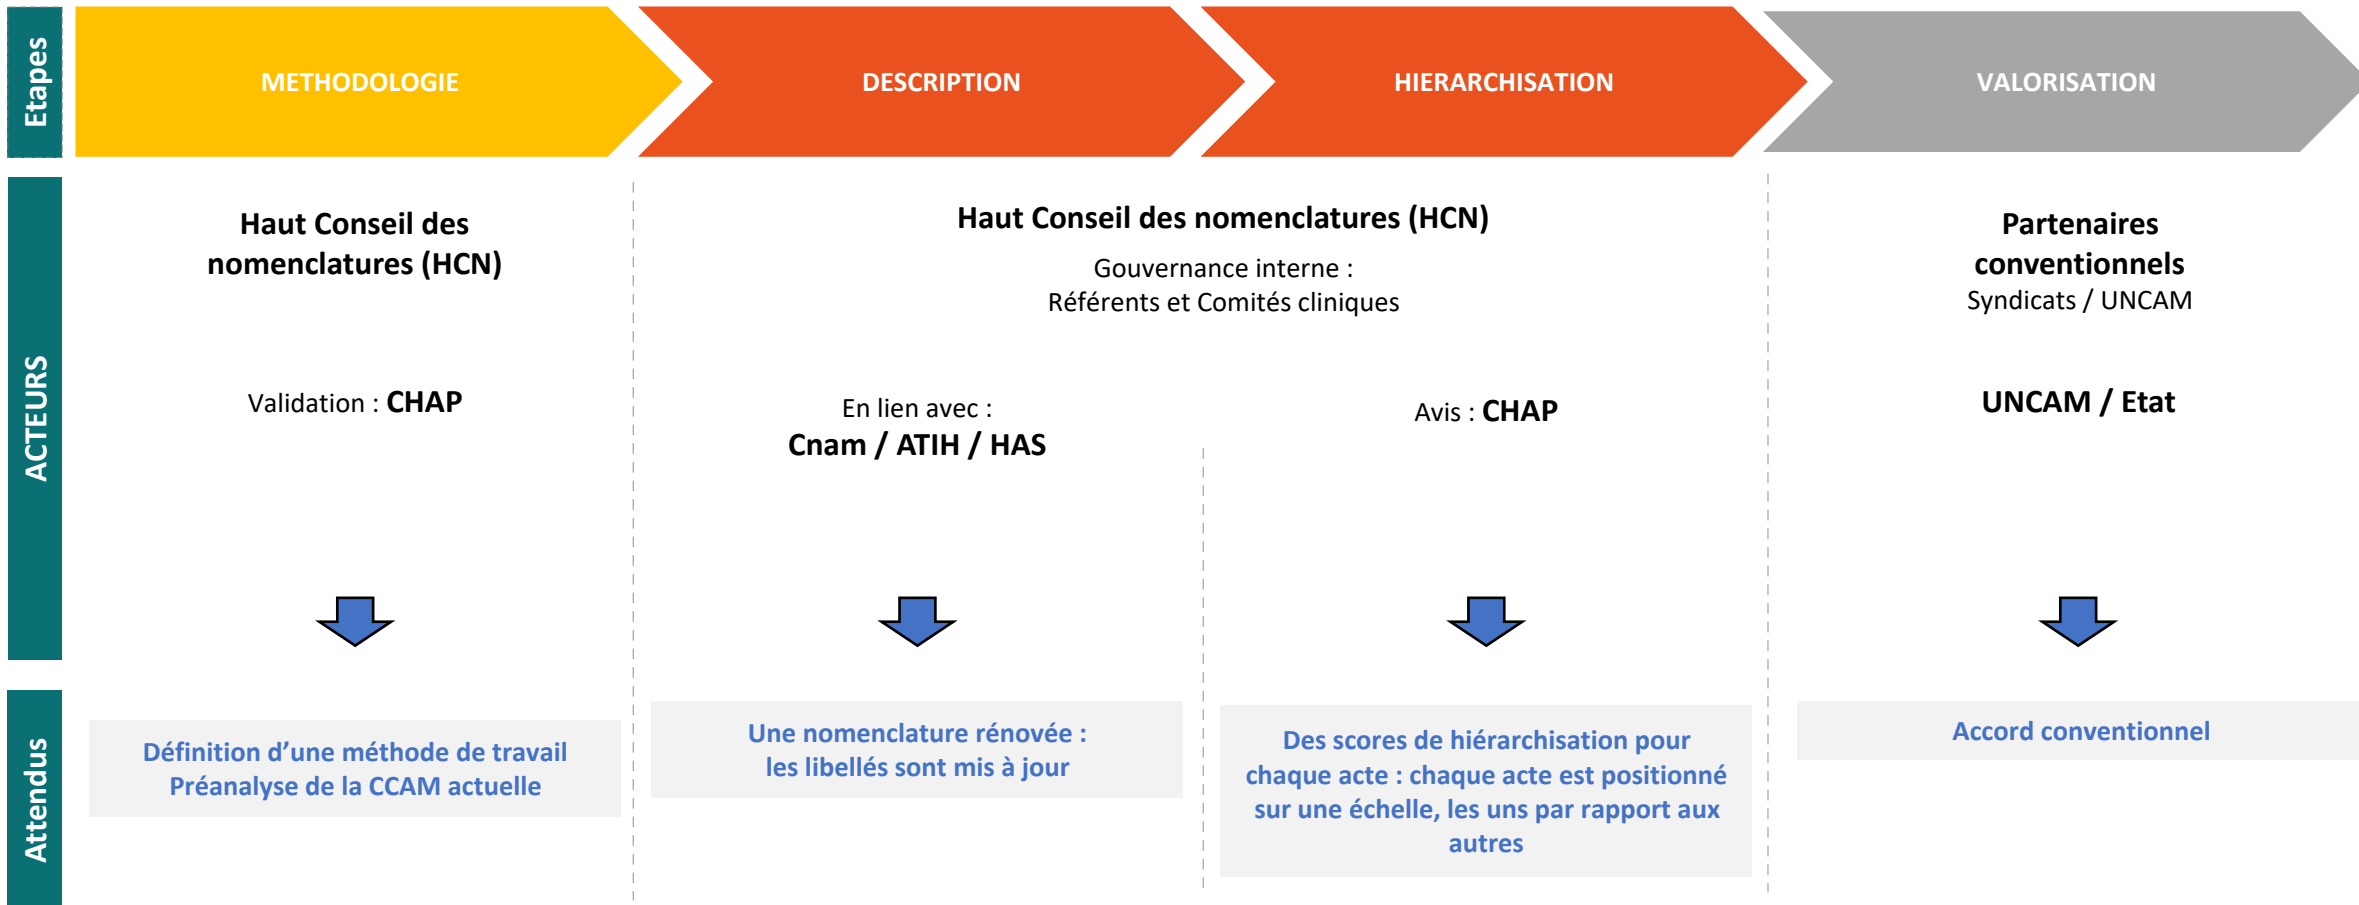 Etapes
METHODOLOGIE
DESCRIPTION
HIERARCHISATION
VALORISATION
ACTEURS
Haut Conseil des
nomenclatures (HCN)
Validation : CHAP
Haut Conseil des nomenclatures (HCN)
Gouvernance interne :
Référents et Comités cliniques
En lien avec :
Cnam / ATIH / HAS
Avis : CHAP
Partenaires
conventionnels
Syndicats / UNCAM
UNCAM / Etat
Attendus
Définition d’une méthode de travail
Préanalyse de la CCAM actuelle
Une nomenclature rénovée :
les libellés sont mis à jour
Des scores de hiérarchisation pour
chaque acte : chaque acte est positionné
sur une échelle, les uns par rapport aux
autres
Accord conventionnel